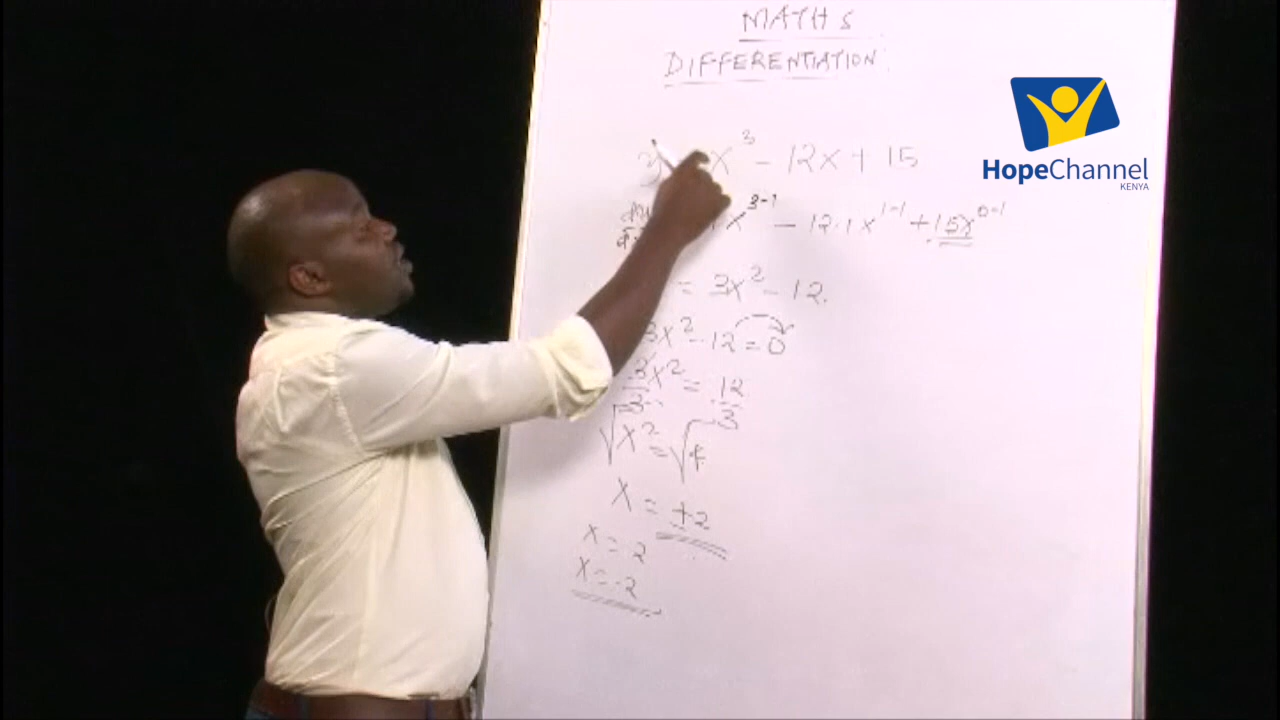 MATHS
DIFFERENTIATION
x³ - 12x + 15
x³⁻¹ - 12.1x¹⁻¹ + 15x⁰⁻¹
= 3x² - 12.
3x² - 12 = 0
3x²/3 = 12/3
√x² = √4
x = ±2
x = 2
x = -2
HopeChannel
KENYA